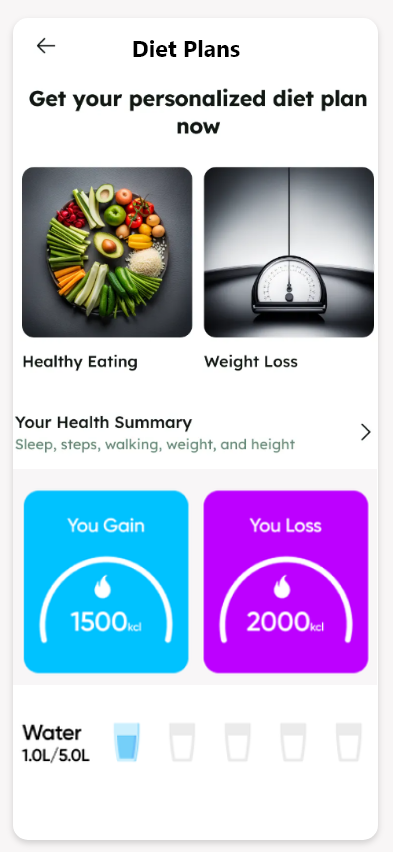 Diet Plans
Get your personalized diet plan
now
Healthy Eating
Weight Loss
Your Health Summary
Sleep, steps, walking, weight, and height
You Gain
You Loss
1500kcl
2000kcl
Water
1.0L/5.0L